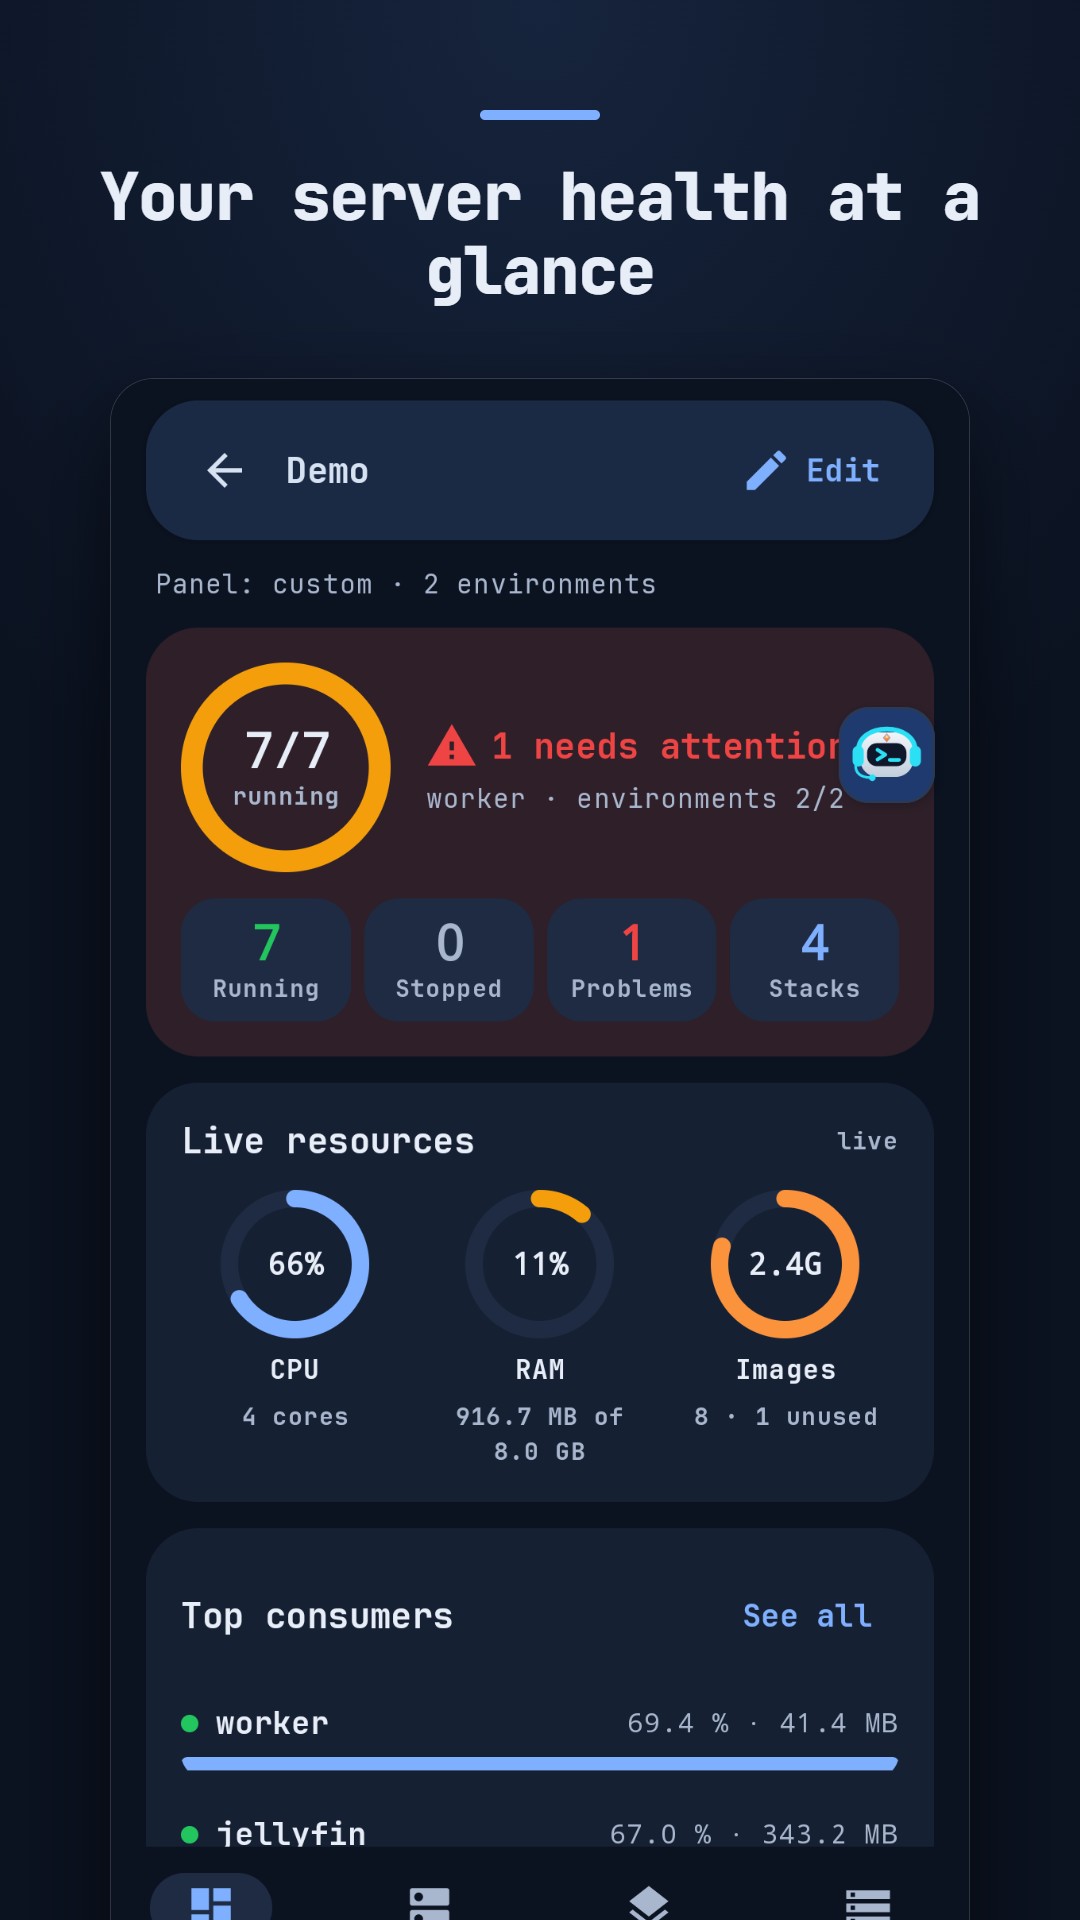 Your server health at a
glance
Demo
Edit
Panel: custom · 2 environments
7/7
running
1 needs attention
worker · environments 2/2
7
Running
0
Stopped
1
Problems
4
Stacks
Live resources
live
66%
11%
2.4G
CPU
RAM
Images
4 cores
916.7 MB of
8.0 GB
8 · 1 unused
Top consumers
See all
worker
69.4 % · 41.4 MB
jellyfin
67.0 % · 343.2 MB